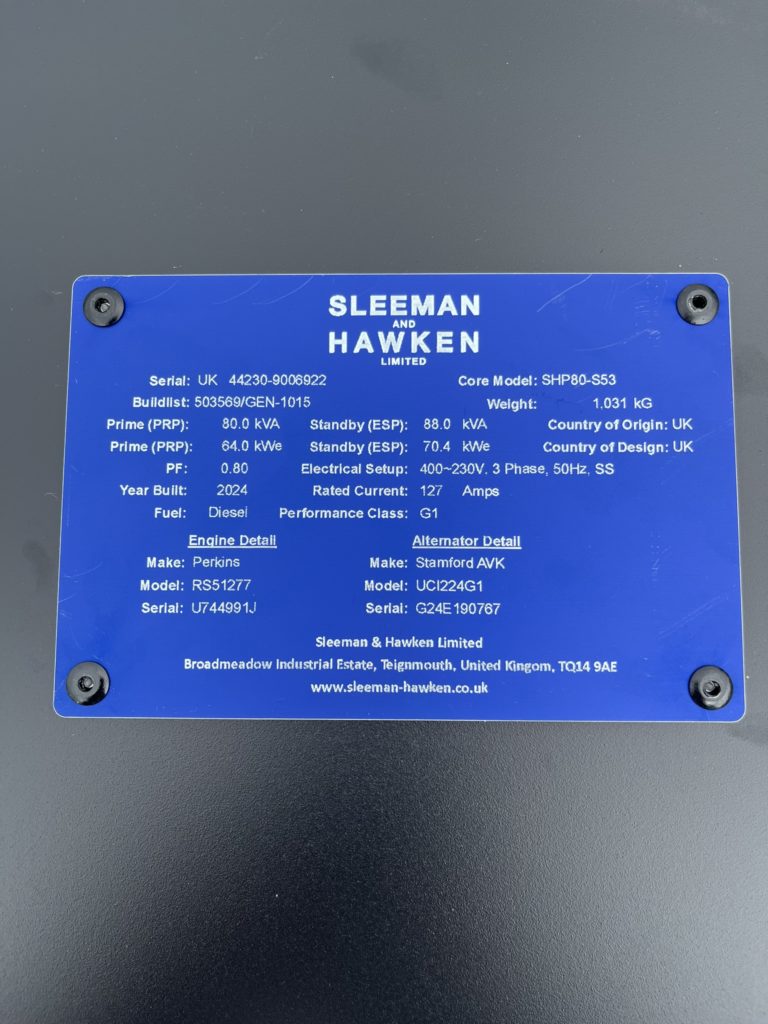 SLEEMAN
AND
HAWKEN
LIMITED
Serial: UK 44230-9006922 Core Model: SHP80-S53
Buildlist: 503569/GEN-1015 Weight: 1,031 kG
Prime (PRP): 80.0 kVA Standby (ESP): 88.0 kVA Country of Origin: UK
Prime (PRP): 64.0 kWe Standby (ESP): 70.4 kWe Country of Design: UK
PF: 0.80 Electrical Setup: 400~230V. 3 Phase, 50Hz, SS
Year Built: 2024 Rated Current: 127 Amps
Fuel: Diesel Performance Class: G1
Engine Detail Alternator Detail
Make: Perkins Make: Stamford AVK
Model: RS51277 Model: UCI224G1
Serial: U744991J Serial: G24E190767
Sleeman & Hawken Limited
Broadmeadow Industrial Estate, Teignmouth, United Kingom, TQ14 9AE
www.sleeman-hawken.co.uk